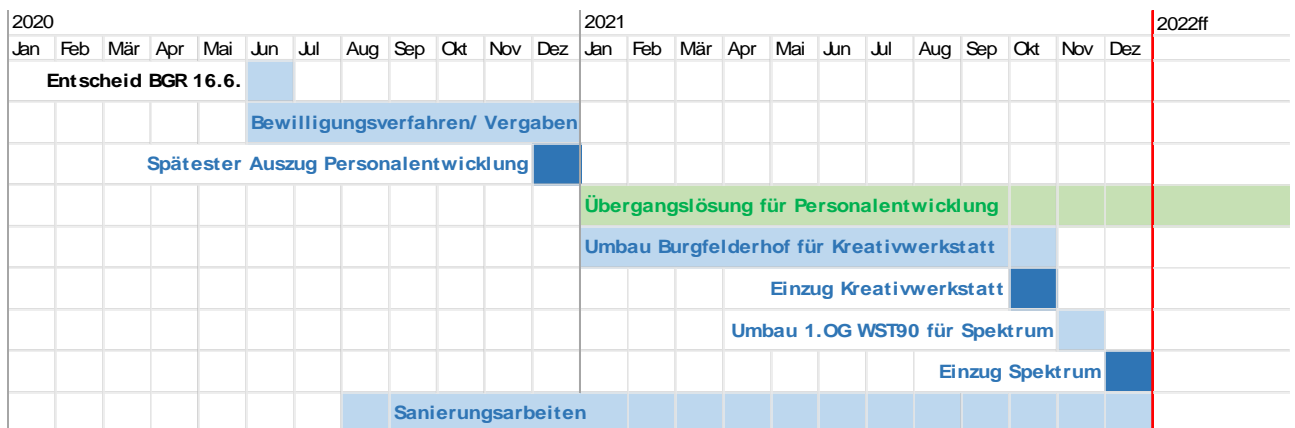 2020 2021 2022ff
Jan Feb Mär Apr Mai Jun Jul Aug Sep Okt Nov Dez Jan Feb Mär Apr Mai Jun Jul Aug Sep Okt Nov Dez
Entscheid BGR 16.6.
Bewilligungsverfahren/ Vergaben
Spätester Auszug Personalentwicklung
Übergangslösung für Personalentwicklung
Umbau Burgfelderhof für Kreativwerkstatt
Einzug Kreativwerkstatt
Umbau 1.OG WST90 für Spektrum
Einzug Spektrum
Sanierungsarbeiten